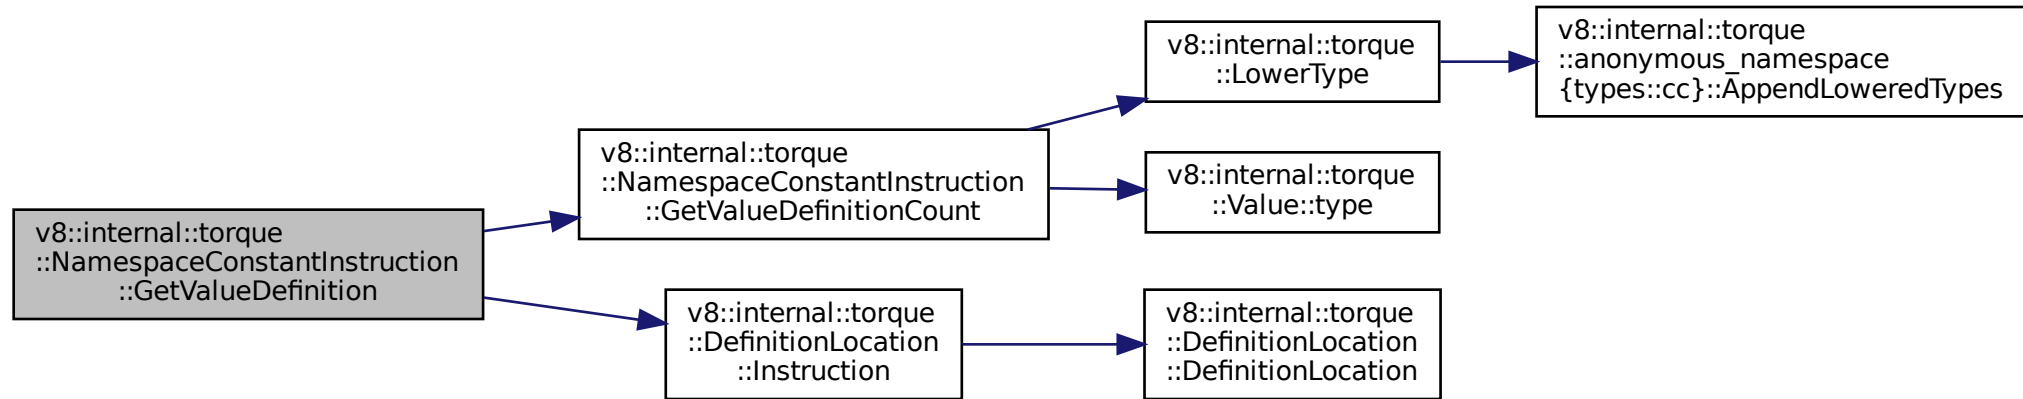 v8::internal::torque
::NamespaceConstantInstruction
::GetValueDefinition
v8::internal::torque
::NamespaceConstantInstruction
::GetValueDefinitionCount
v8::internal::torque
::LowerType
v8::internal::torque
::anonymous_namespace
{types::cc}::AppendLoweredTypes
v8::internal::torque
::Value::type
v8::internal::torque
::DefinitionLocation
::Instruction
v8::internal::torque
::DefinitionLocation
::DefinitionLocation